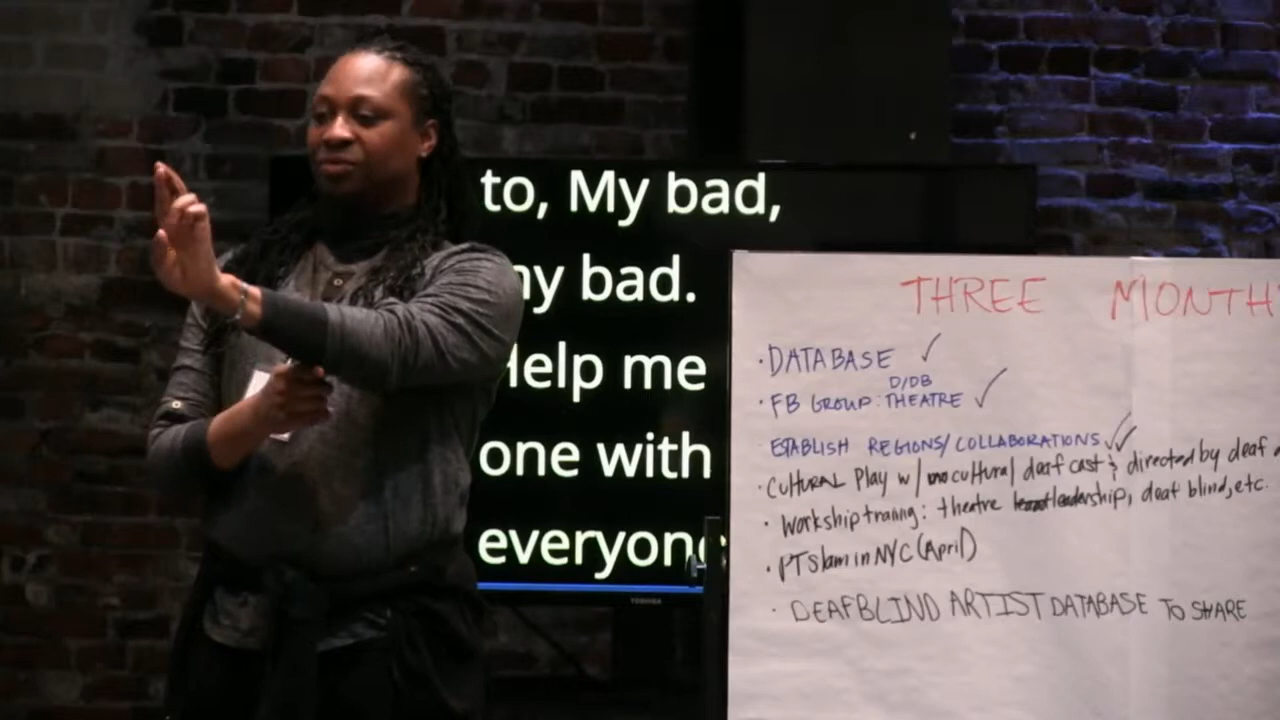 to, My bad,
my bad.
Help me
one with
everyone
TOSHIBA
THREE MONTH
· DATABASE ✓
D/DB
· FB GROUP: THEATRE ✓
ESTABLISH REGIONS/COLLABORATIONS ✓✓
· CULTURAL Play w/ cultural deaf cast & directed by deaf
· Workship traing: theatre leadership, deaf blind, etc.
· PT Slam in NYC (April)
· DEAFBLIND ARTIST DATABASE TO SHARE